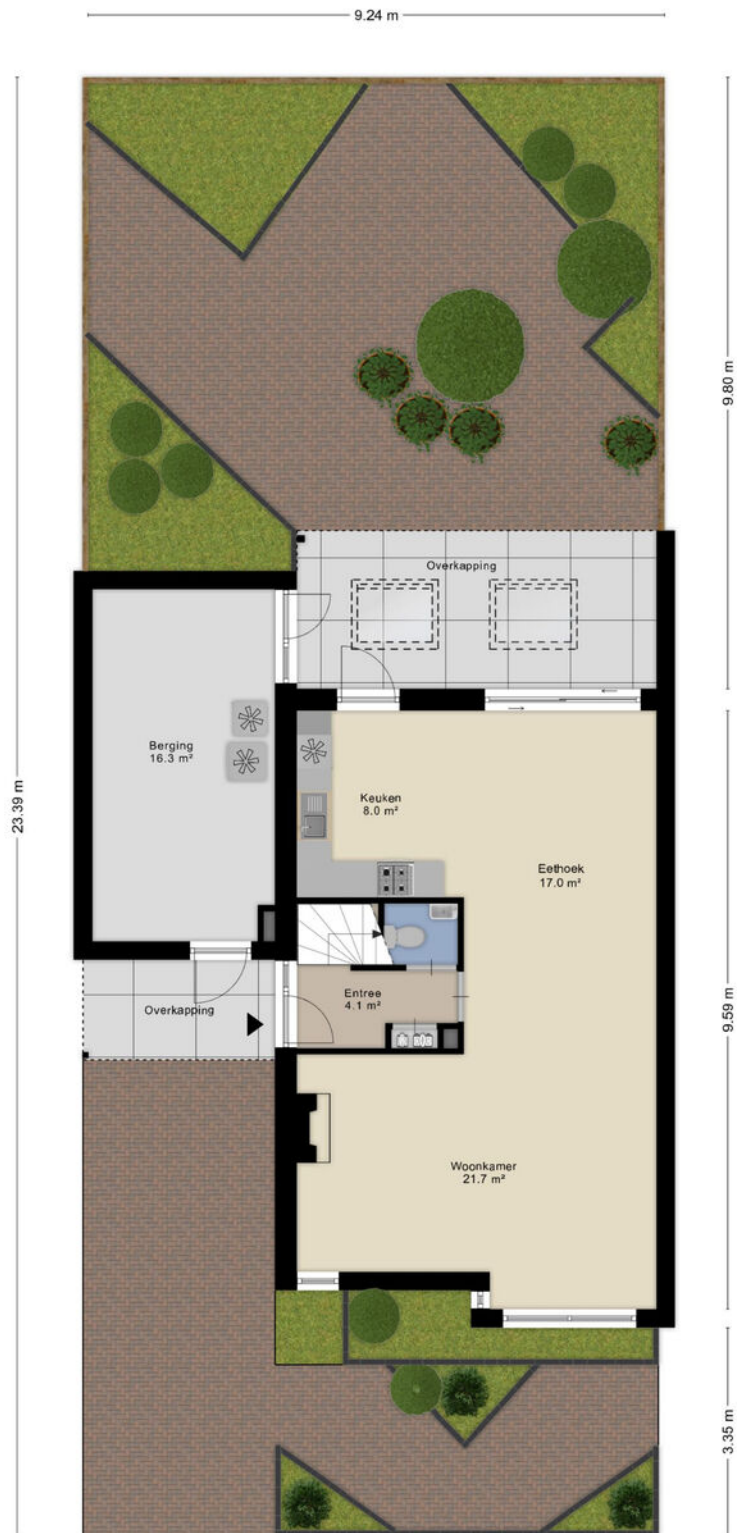 9.24 m
9.80 m
Overkapping
Berging
16.3 m²
Keuken
8.0 m²
23.39 m
Eethoek
17.0 m²
Entree
4.1 m²
Overkapping
9.59 m
Woonkamer
21.7 m²
3.35 m